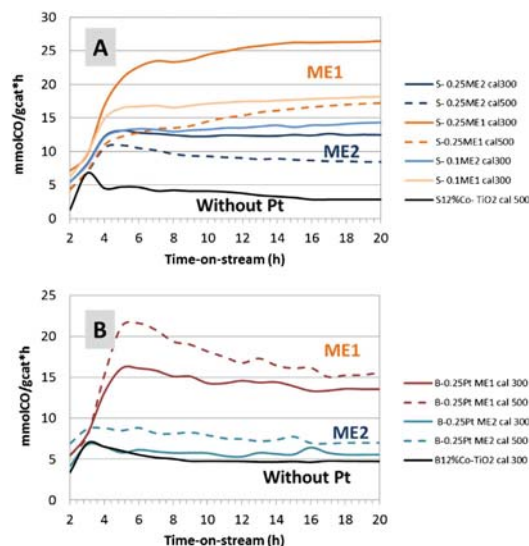 30
A
25
ME1
20
15
10
ME2
5
Without Pt
0
2 4 6 8 10 12 14 16 18 20
Time-on-stream (h)
mmolCO/gcat*h
S- 0.25ME2 cal300
S- 0.25ME2 cal500
S- 0.25ME1 cal300
S-0.25ME1 cal500
S- 0.1ME2 cal300
S- 0.1ME1 cal300
S12%Co- TiO2 cal 500
25
B
20
ME1
15
10
ME2
5
Without Pt
0
2 4 6 8 10 12 14 16 18 20
Time-on-stream (h)
mmolCO/gcat*h
B-0.25Pt ME1 cal 300
B-0.25Pt ME1 cal 500
B-0.25Pt ME2 cal 300
B-0.25Pt ME2 cal 500
B12%Co-TiO2 cal 300